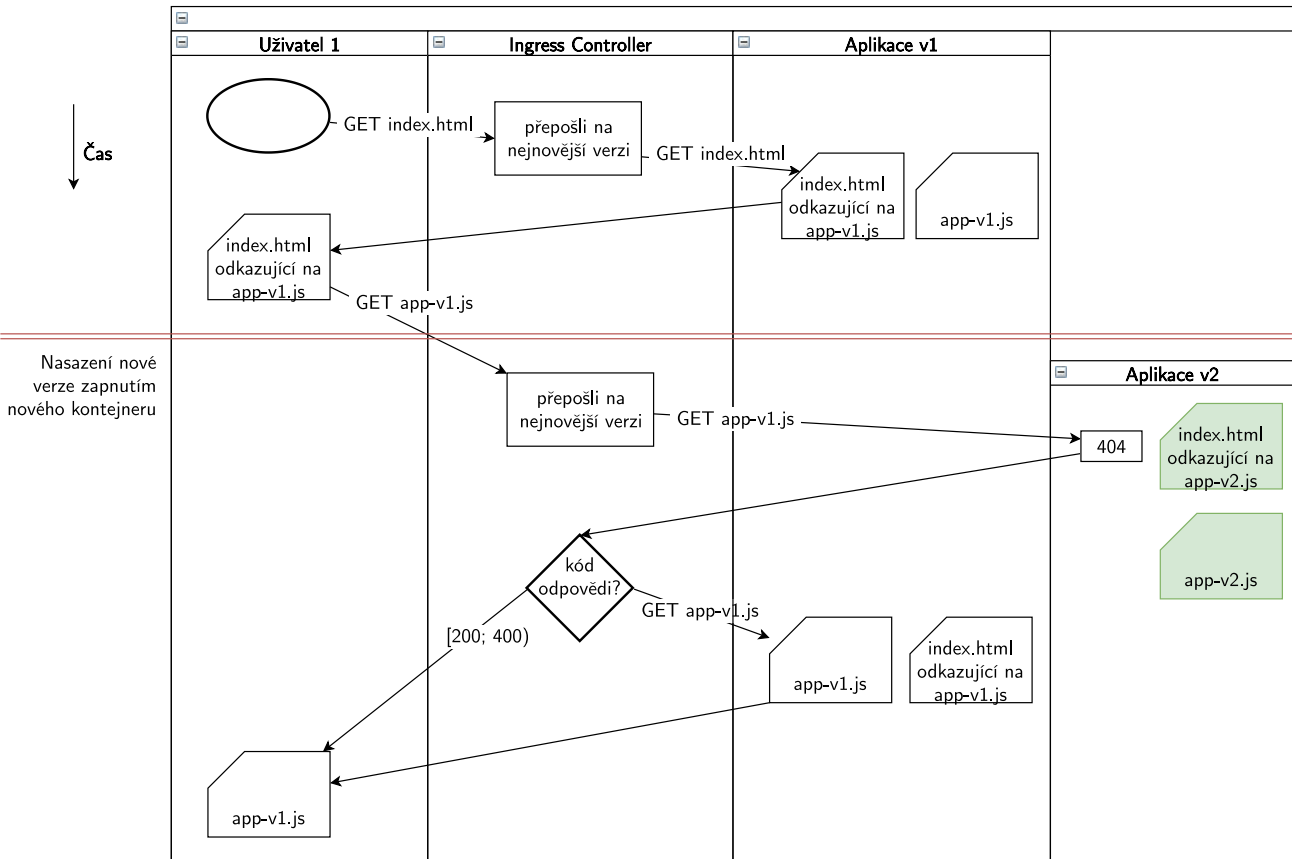 Uživatel 1
Ingress Controller
Aplikace v1
Čas
GET index.html
přepošli na
nejnovější verzi
GET index.html
index.html
odkazující na
app-v1.js
app-v1.js
index.html
odkazující na
app-v1.js
GET app-v1.js
Nasazení nové
verze zapnutím
nového kontejneru
Aplikace v2
přepošli na
nejnovější verzi
GET app-v1.js
404
index.html
odkazující na
app-v2.js
app-v2.js
kód
odpovědi?
GET app-v1.js
[200; 400)
app-v1.js
index.html
odkazující na
app-v1.js
app-v1.js